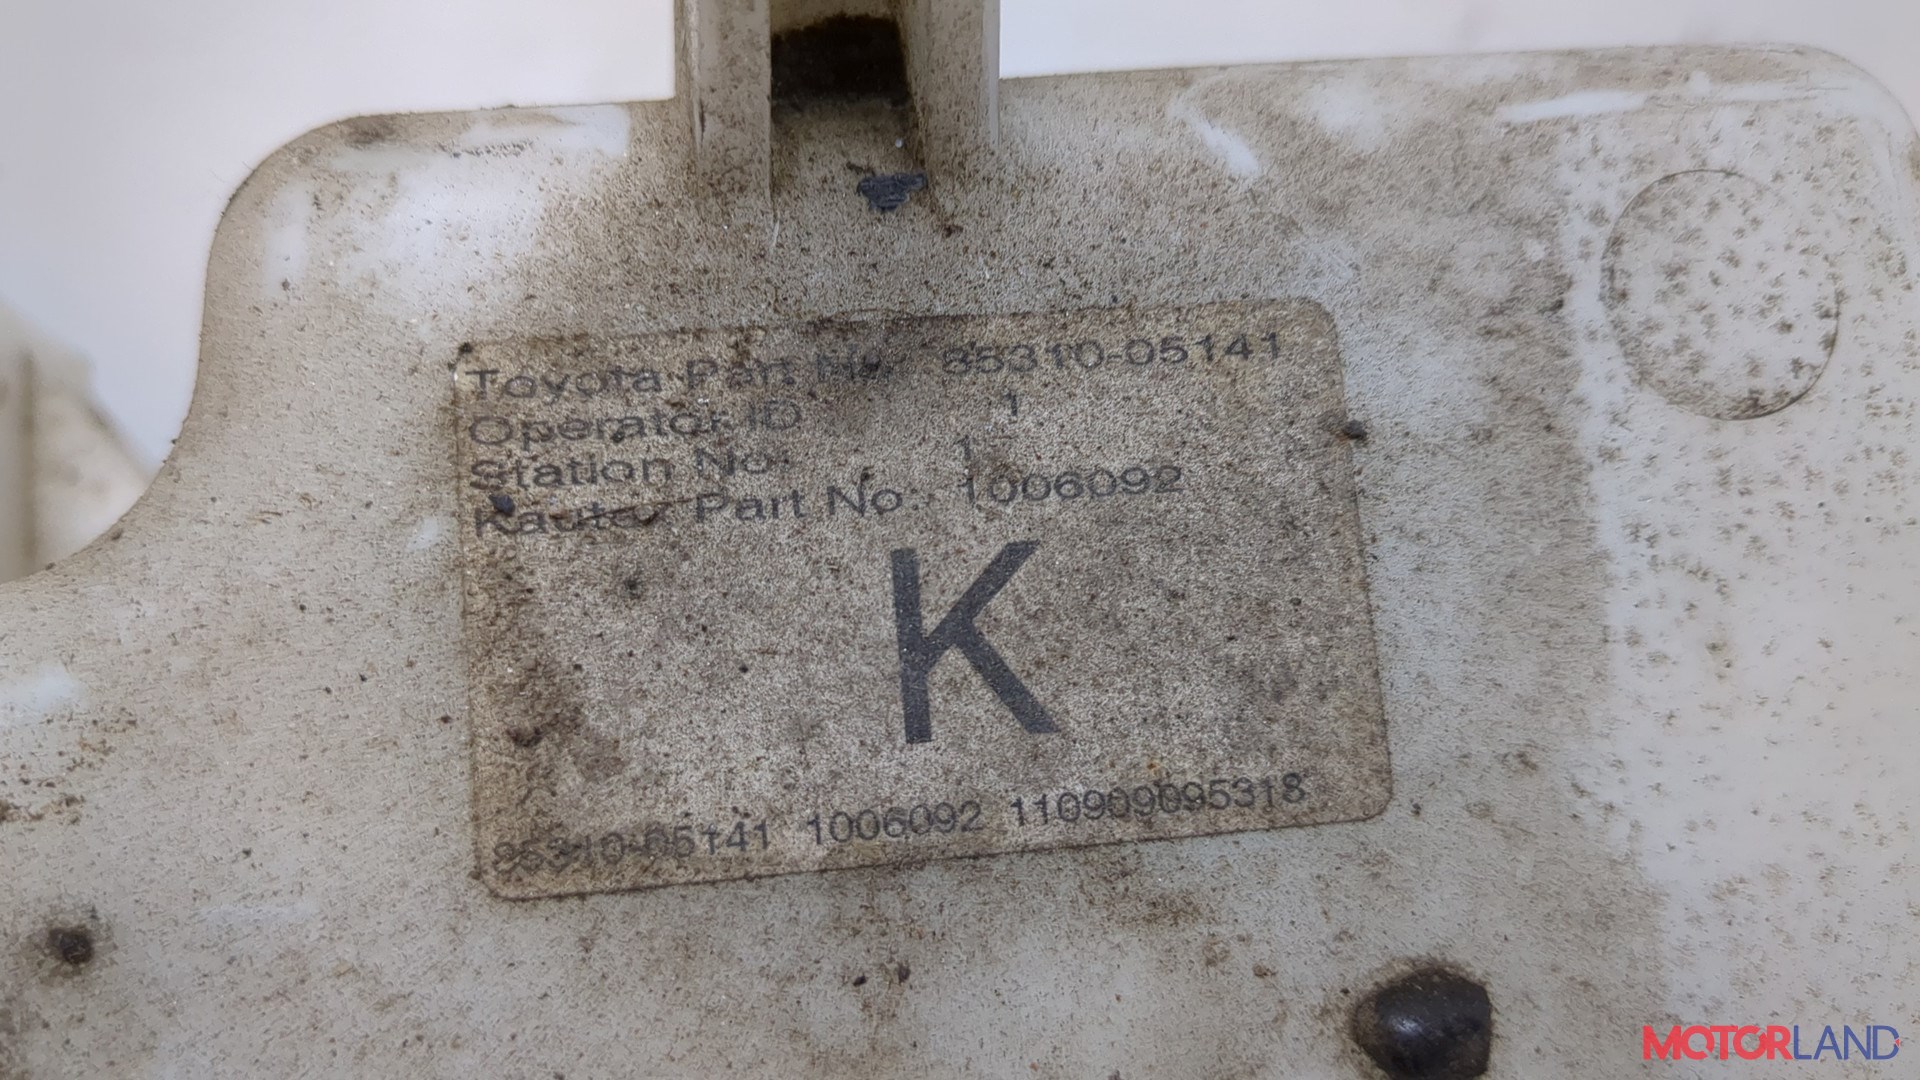 Toyota Part No: 85310-05141
Operator ID 1
Station No: 1
Kautex Part No: 1006092
K
85310-05141 1006092 110909095318
MOTORLAND